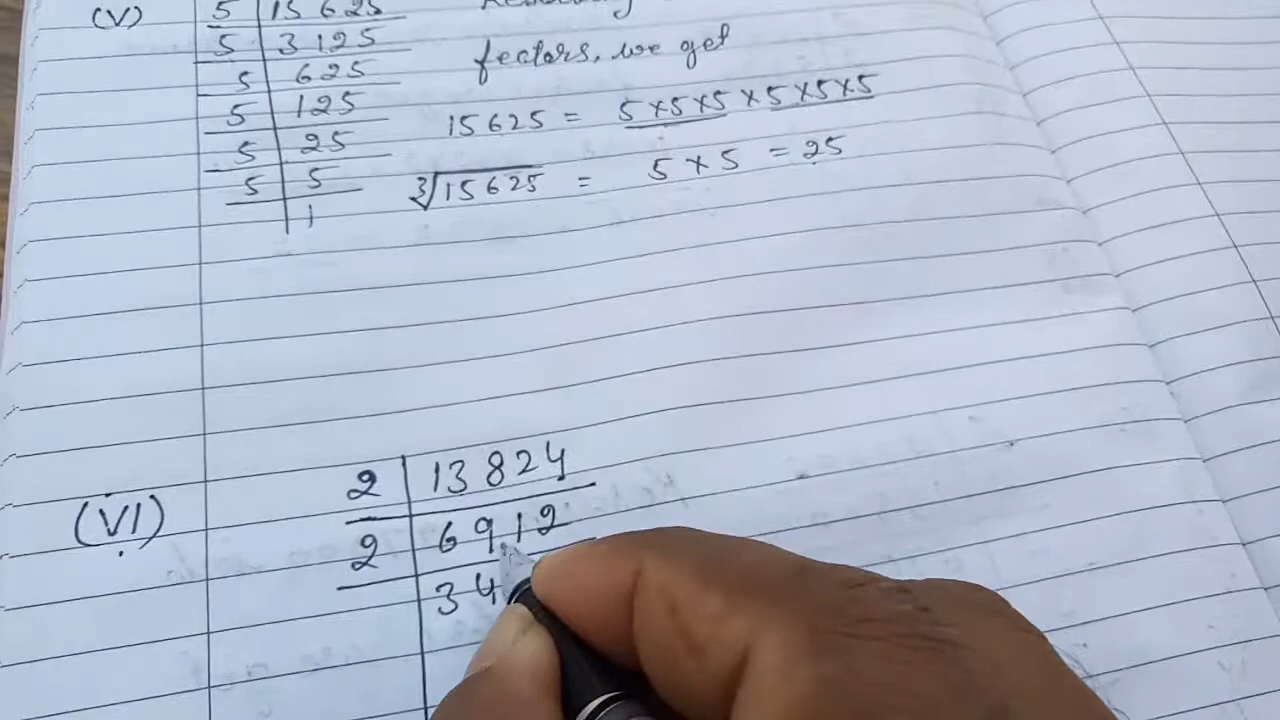 (V) 5 | 15625
5 | 3125
5 | 625
5 | 125
5 | 25
5 | 5
1
fectors, we get
15625 = 5×5×5×5×5×5
∛15625 = 5×5 = 25
(VI) 2 | 13824
2 | 6912
34